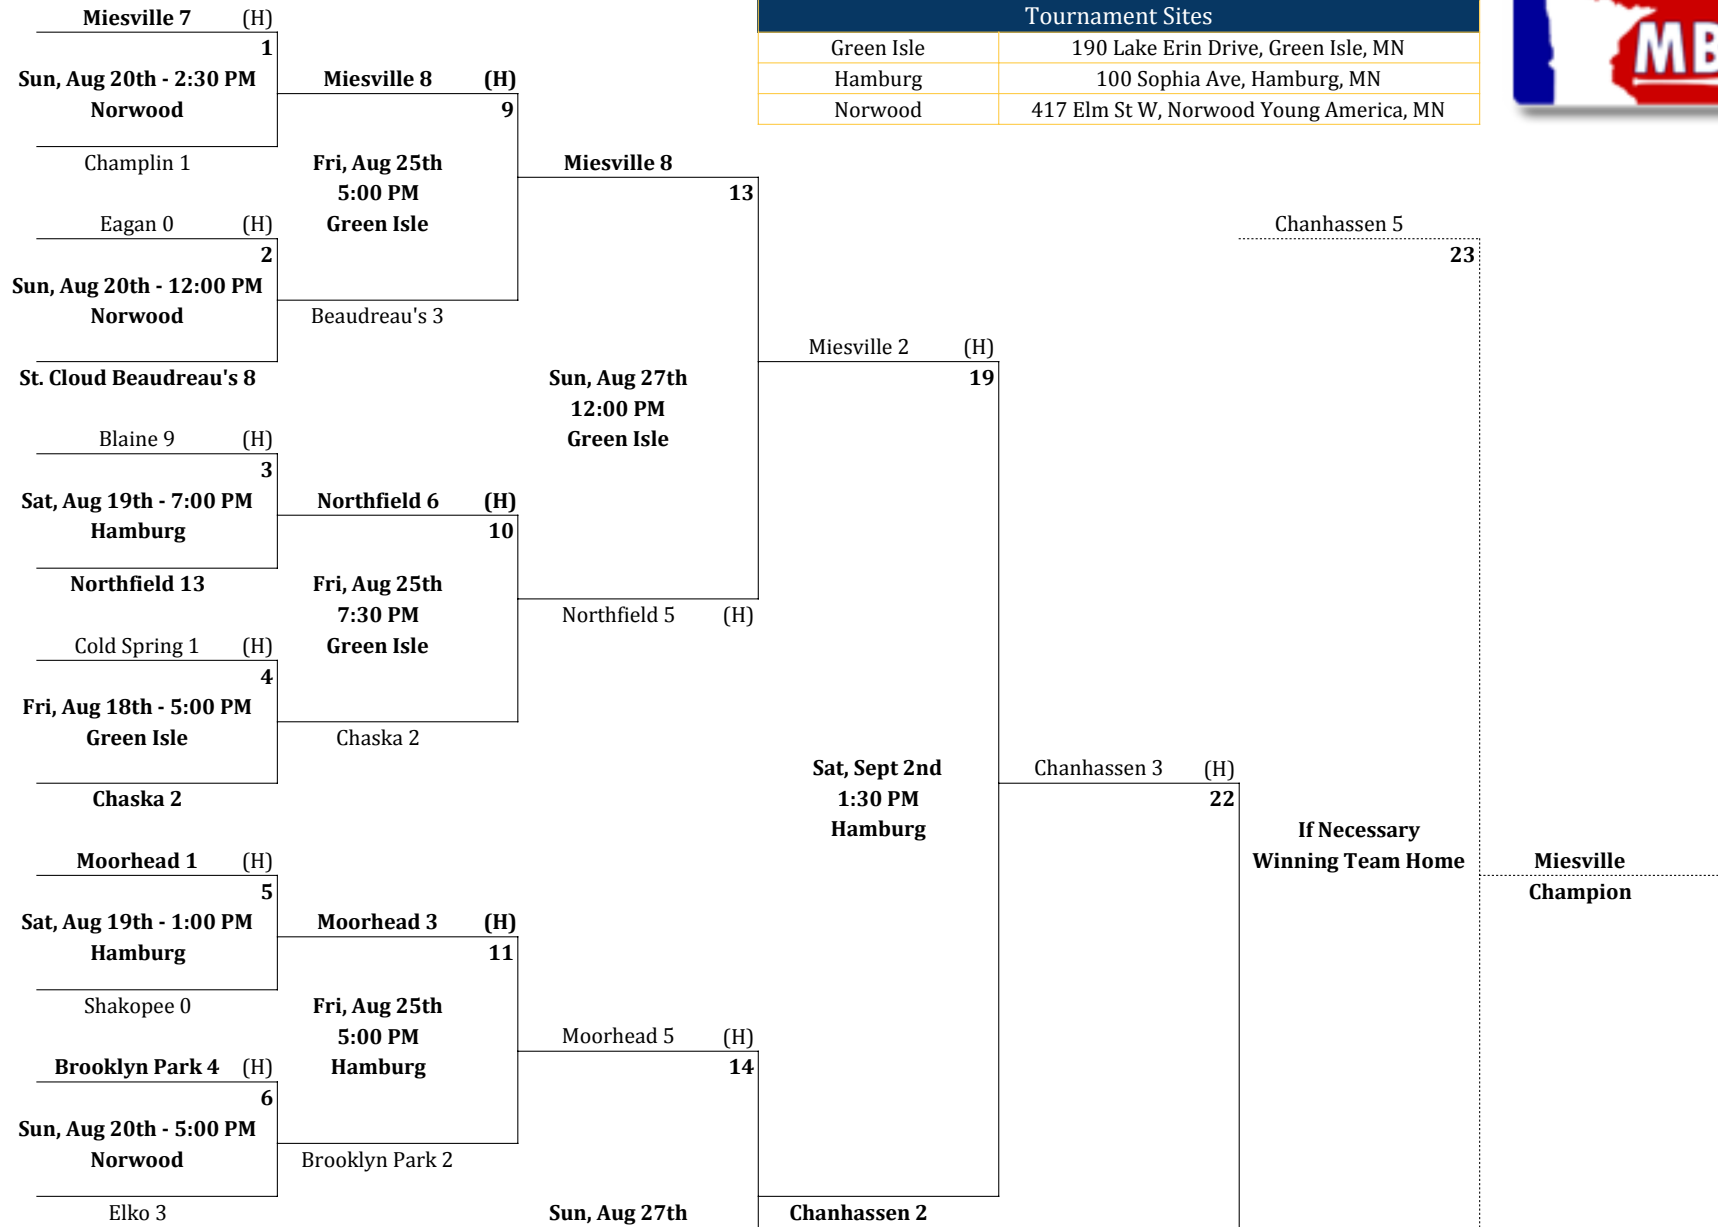 Miesville 7 (H)
1
Sun, Aug 20th - 2:30 PM
Norwood
Champlin 1
Eagan 0 (H)
2
Sun, Aug 20th - 12:00 PM
Norwood
St. Cloud Beaudreau's 8
Blaine 9 (H)
3
Sat, Aug 19th - 7:00 PM
Hamburg
Northfield 13
Cold Spring 1 (H)
4
Fri, Aug 18th - 5:00 PM
Green Isle
Chaska 2
Moorhead 1 (H)
5
Sat, Aug 19th - 1:00 PM
Hamburg
Shakopee 0
Brooklyn Park 4 (H)
6
Sun, Aug 20th - 5:00 PM
Norwood
Elko 3
Miesville 8 (H)
9
Fri, Aug 25th
5:00 PM
Green Isle
Beaudreau's 3
Northfield 6 (H)
10
Fri, Aug 25th
7:30 PM
Green Isle
Chaska 2
Moorhead 3 (H)
11
Fri, Aug 25th
5:00 PM
Hamburg
Brooklyn Park 2
Miesville 8
13
Sun, Aug 27th
12:00 PM
Green Isle
Northfield 5 (H)
Moorhead 5 (H)
14
Sun, Aug 27th
Tournament Sites
Green Isle 190 Lake Erin Drive, Green Isle, MN
Hamburg 100 Sophia Ave, Hamburg, MN
Norwood 417 Elm St W, Norwood Young America, MN
Miesville 2 (H)
19
Sat, Sept 2nd
1:30 PM
Hamburg
Chanhassen 2
Chanhassen 3 (H)
22
Chanhassen 5
23
If Necessary
Winning Team Home
Miesville
Champion
MB